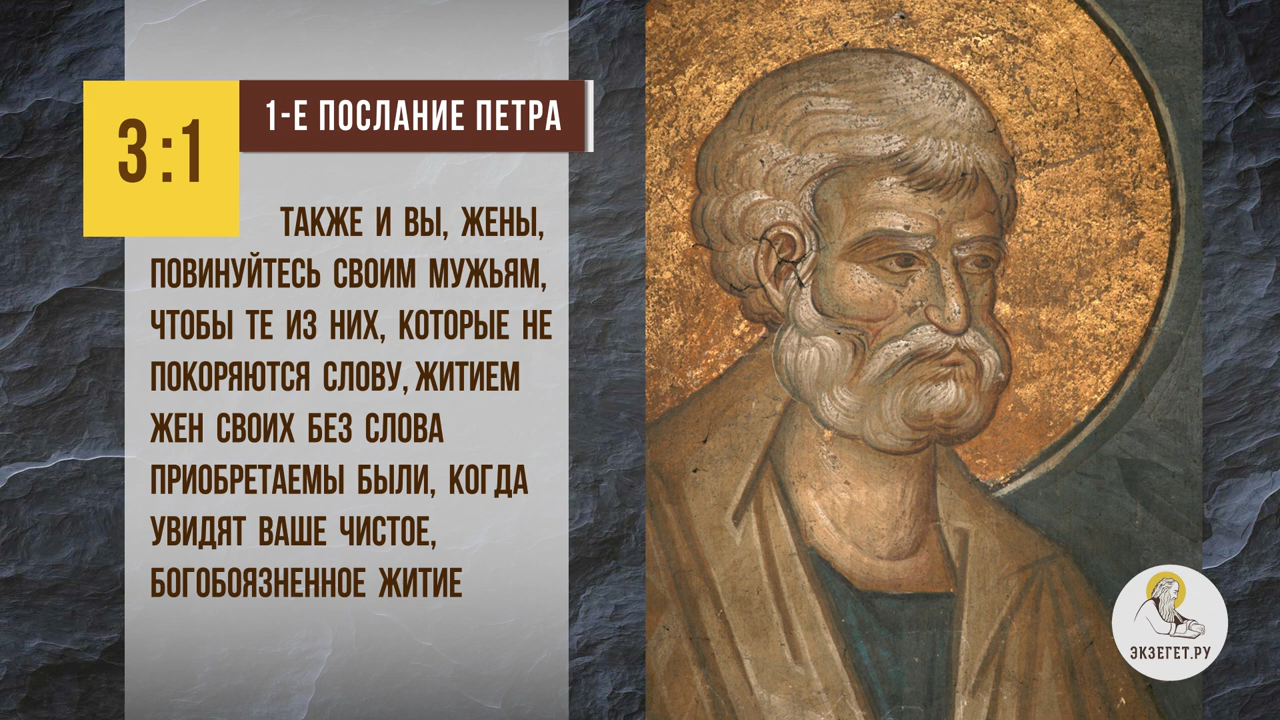 3:1
1-Е ПОСЛАНИЕ ПЕТРА
ТАКЖЕ И ВЫ, ЖЕНЫ,
ПОВИНУЙТЕСЬ СВОИМ МУЖЬЯМ,
ЧТОБЫ ТЕ ИЗ НИХ, КОТОРЫЕ НЕ
ПОКОРЯЮТСЯ СЛОВУ, ЖИТИЕМ
ЖЕН СВОИХ БЕЗ СЛОВА
ПРИОБРЕТАЕМЫ БЫЛИ, КОГДА
УВИДЯТ ВАШЕ ЧИСТОЕ,
БОГОБОЯЗНЕННОЕ ЖИТИЕ
ЭКЗЕГЕТ.РУ